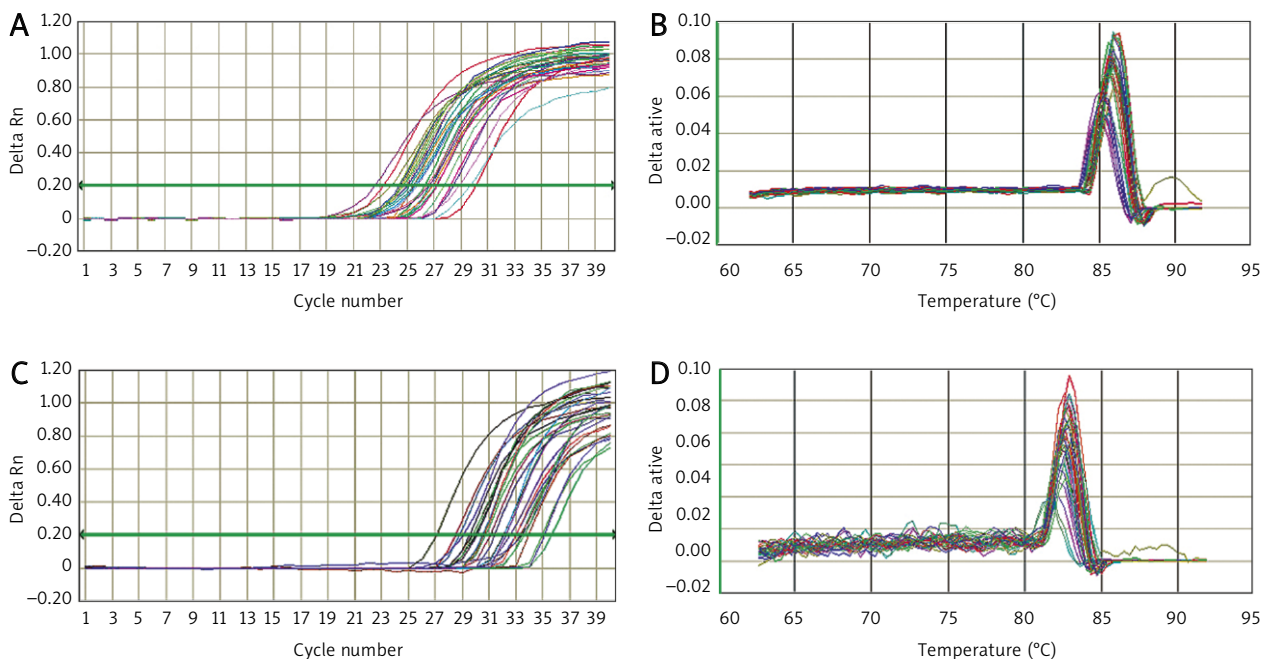 A
1.20
1.00
0.80
0.60
0.40
0.20
0
−0.20
Delta Rn
1 3 5 7 9 11 13 15 17 19 21 23 25 27 29 31 33 35 37 39
Cycle number
B
0.10
0.08
0.06
0.04
0.02
0.00
−0.02
Delta ative
60 65 70 75 80 85 90 95
Temperature (°C)
C
1.20
1.00
0.80
0.60
0.40
0.20
0
−0.20
Delta Rn
1 3 5 7 9 11 13 15 17 19 21 23 25 27 29 31 33 35 37 39
Cycle number
D
0.10
0.08
0.06
0.04
0.02
0.00
−0.02
Delta ative
60 65 70 75 80 85 90 95
Temperature (°C)